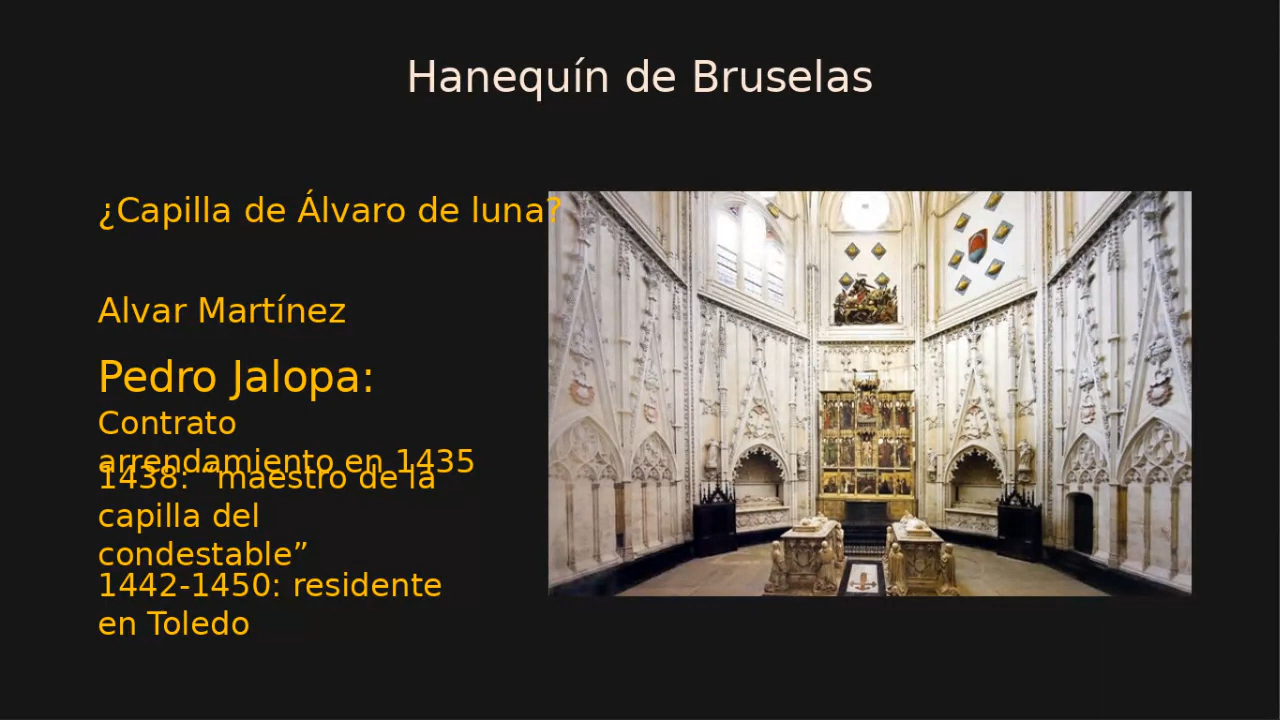 Hanequín de Bruselas
¿Capilla de Álvaro de luna?
Alvar Martínez
Pedro Jalopa:
Contrato
arrendamiento en 1435
1438: “maestro de la
capilla del
condestable”
1442-1450: residente
en Toledo